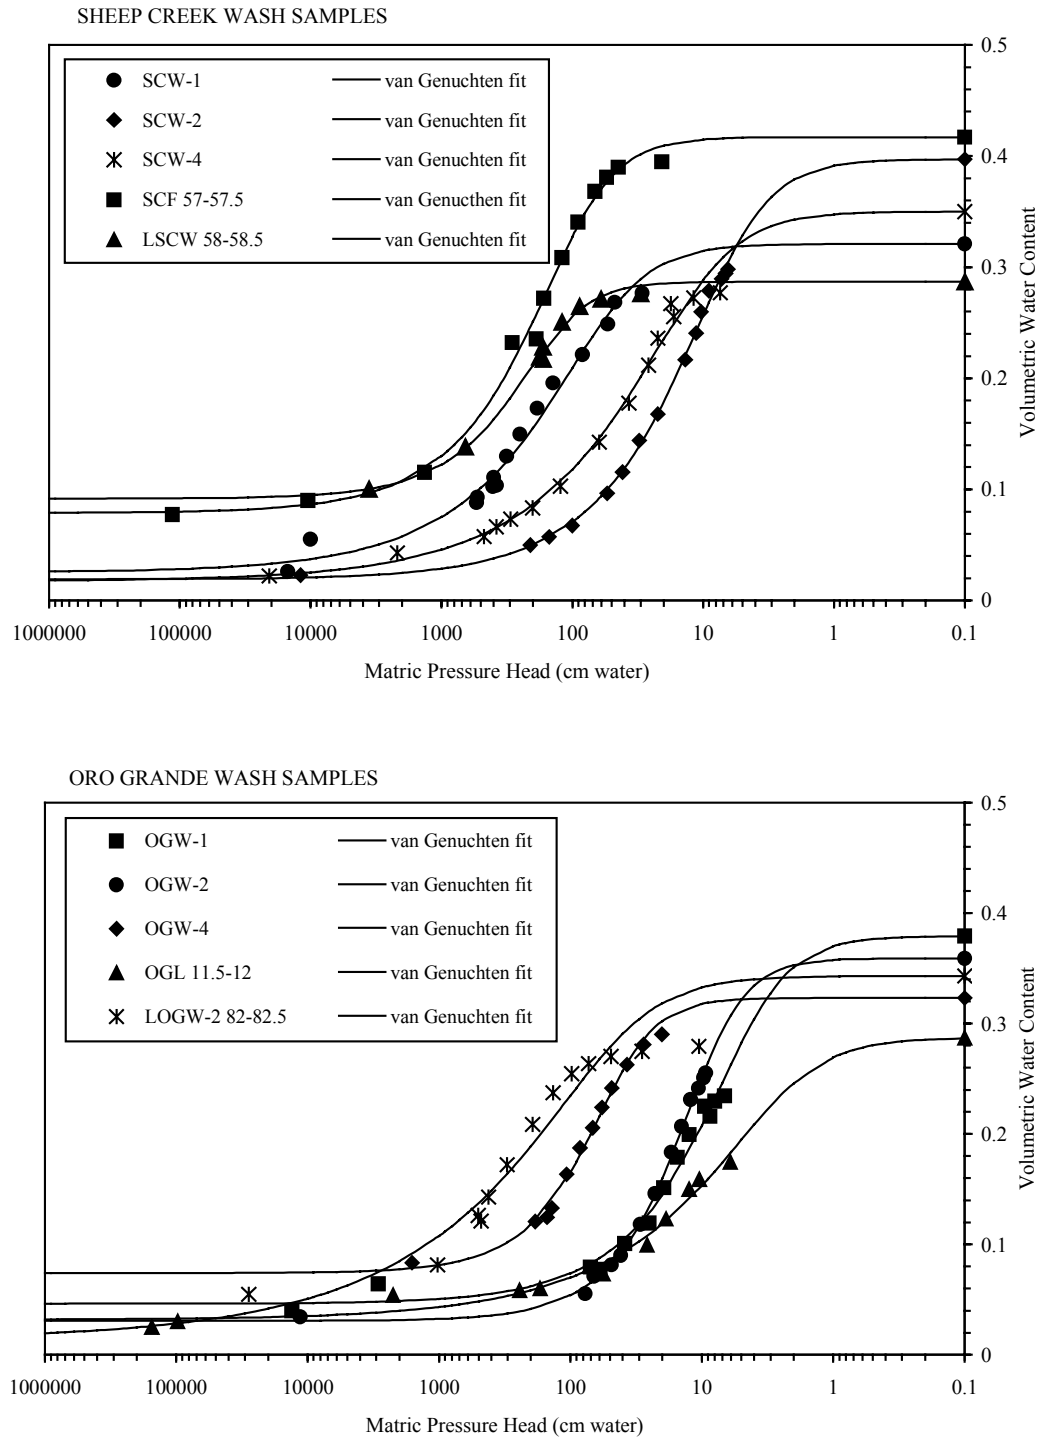 SHEEP CREEK WASH SAMPLES
SCW-1 van Genuchten fit
SCW-2 van Genuchten fit
SCW-4 van Genuchten fit
SCF 57-57.5 van Genucthen fit
LSCW 58-58.5 van Genuchten fit
0.5
0.4
0.3
0.2
0.1
0
Volumetric Water Content
1000000 100000 10000 1000 100 10 1 0.1
Matric Pressure Head (cm water)
ORO GRANDE WASH SAMPLES
OGW-1 van Genuchten fit
OGW-2 van Genuchten fit
OGW-4 van Genuchten fit
OGL 11.5-12 van Genuchten fit
LOGW-2 82-82.5 van Genuchten fit
0.5
0.4
0.3
0.2
0.1
0
Volumetric Water Content
1000000 100000 10000 1000 100 10 1 0.1
Matric Pressure Head (cm water)